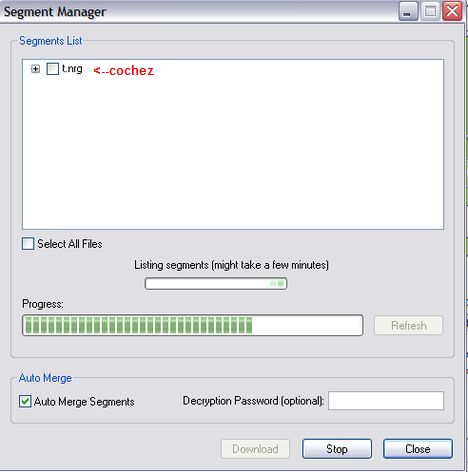 Segment Manager
Segments List
t.nrg <--cochez
Select All Files
Listing segments (might take a few minutes)
Progress:
Refresh
Auto Merge
Auto Merge Segments
Decryption Password (optional):
Download
Stop
Close